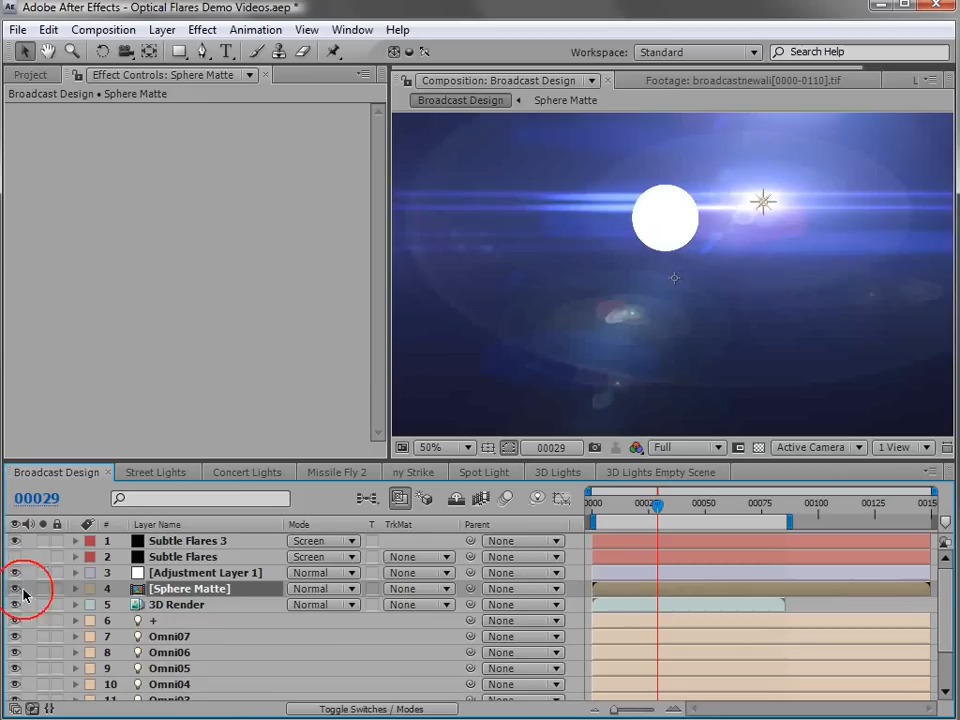 Adobe After Effects - Optical Flares Demo Videos.aep *
File Edit Composition Layer Effect Animation View Window Help
Workspace: Standard Search Help
Project Effect Controls: Sphere Matte Composition: Broadcast Design Footage: broadcastnewali[0000-0110].tif L
Broadcast Design • Sphere Matte
Broadcast Design Sphere Matte
50% 00029 Full Active Camera 1 View
Broadcast Design Street Lights Concert Lights Missile Fly 2 ny Strike Spot Light 3D Lights 3D Lights Empty Scene
00029 0000 00050 00075 00100 00125 0015
# Layer Name Mode T TrkMat Parent
1 Subtle Flares 3 Screen None
2 Subtle Flares Screen None None
3 [Adjustment Layer 1] Normal None None
4 [Sphere Matte] Normal None None
5 3D Render Normal None None
6 + None
7 Omni07 None
8 Omni06 None
9 Omni05 None
10 Omni04 None
Toggle Switches / Modes